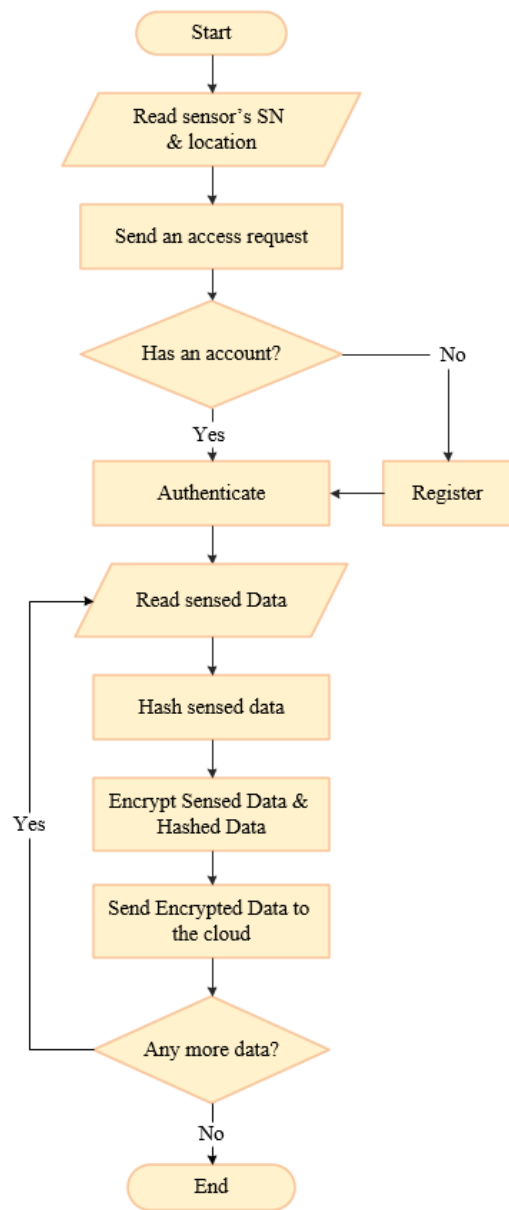 Start
Read sensor's SN
& location
Send an access request
Has an account?
No
Yes
Authenticate
Register
Read sensed Data
Hash sensed data
Encrypt Sensed Data &
Hashed Data
Yes
Send Encrypted Data to
the cloud
Any more data?
No
End